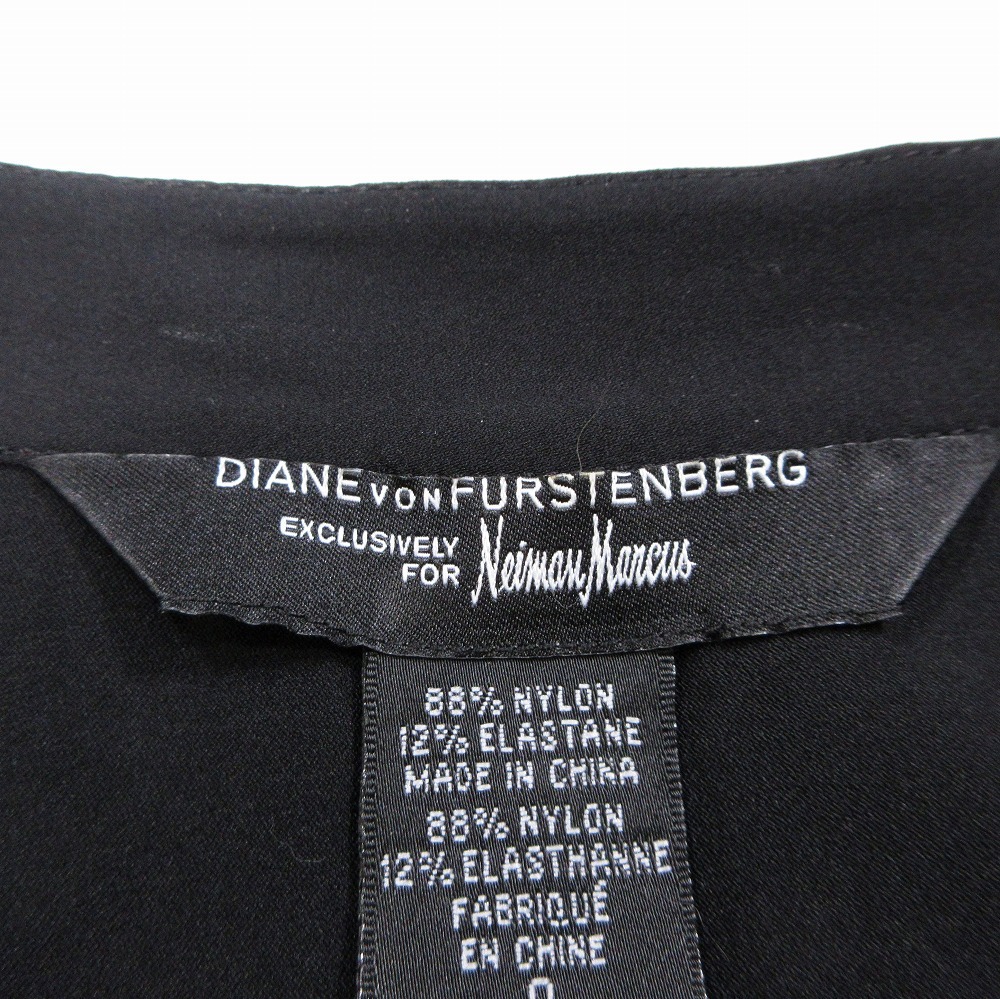 DIANE VON FURSTENBERG
EXCLUSIVELY
FOR Neiman Marcus
88% NYLON
12% ELASTANE
MADE IN CHINA
88% NYLON
12% ELASTHANNE
FABRIQUÉ
EN CHINE